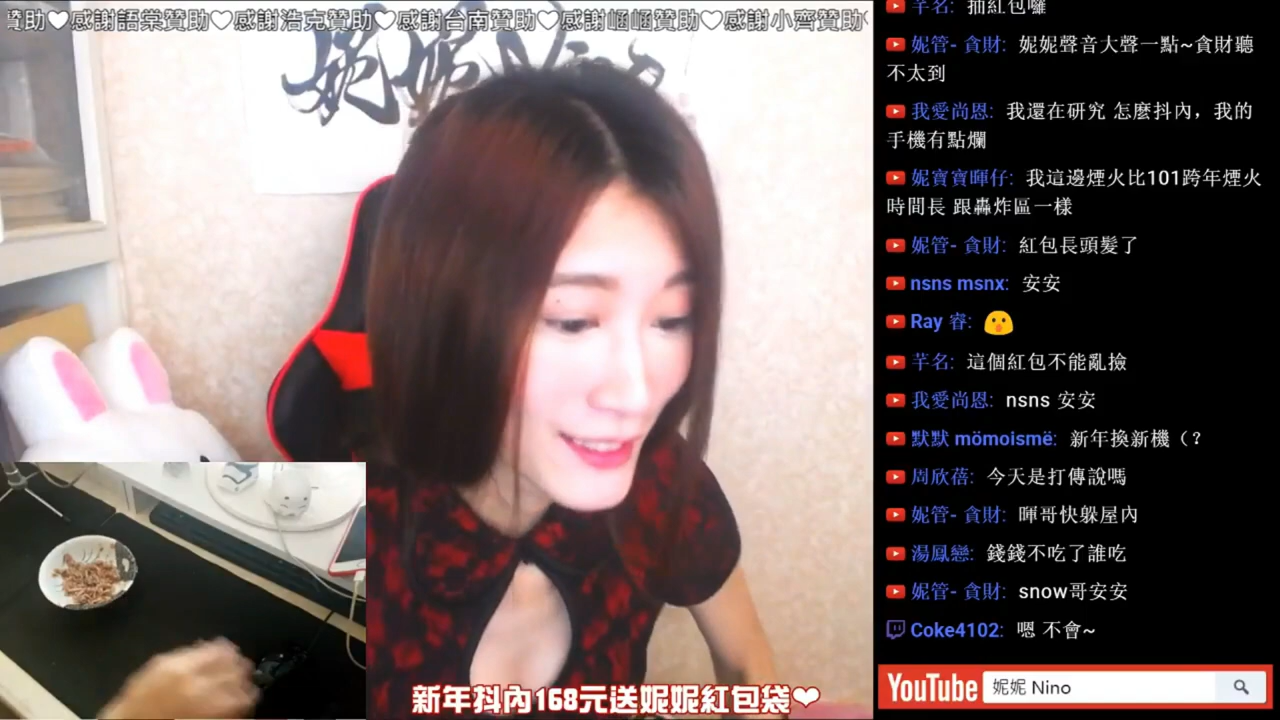 贊助♡感謝語棠贊助♡感謝浩克贊助♡感謝台南贊助♡感謝崡崡贊助♡感謝小齊贊助♡
妮妮Nino
芋名: 抽紅包囉
妮管- 貪財: 妮妮聲音大聲一點~貪財聽
不太到
我愛尚恩: 我還在研究 怎麼抖內，我的
手機有點爛
妮寶寶暉仔: 我這邊煙火比101跨年煙火
時間長 跟轟炸區一樣
妮管- 貪財: 紅包長頭髮了
nsns msnx: 安安
Ray 睿: 😯
芋名: 這個紅包不能亂撿
我愛尚恩: nsns 安安
默默 mömoismë: 新年換新機（？
周欣蓓: 今天是打傳說嗎
妮管- 貪財: 暉哥快躲屋內
湯鳳戀: 錢錢不吃了誰吃
妮管- 貪財: snow哥安安
Coke4102: 嗯 不會~
新年抖內168元送妮妮紅包袋❤
YouTube 妮妮 Nino